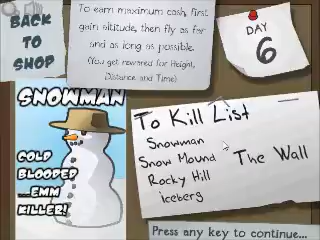 BACK
TO
SHOP
To earn maximum cash, first
gain altitude, then fly as far
and as long as possible.
(You get rewarded for Height,
Distance and Time)
DAY
6
SNOWMAN
COLD
BLOODED
...EMM
KILLER!
To Kill List
Snowman
Snow Mound
Rocky Hill
iceberg
The Wall
Press any key to continue...